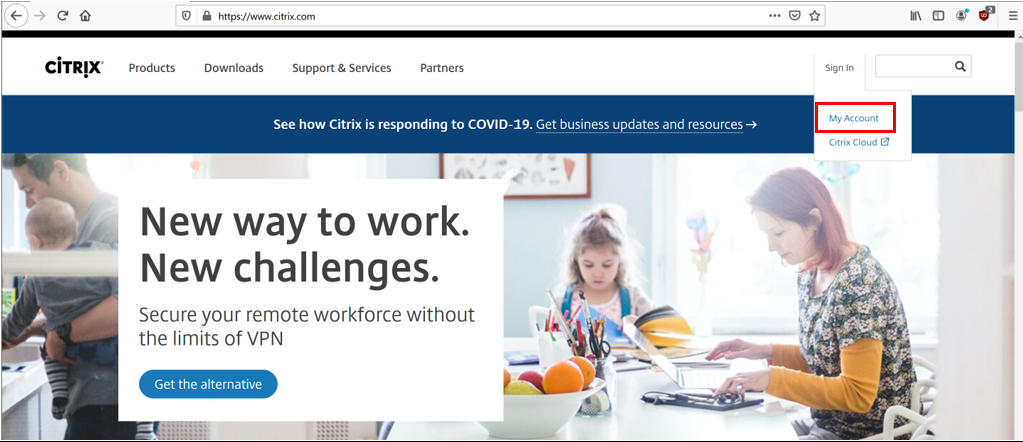 https://www.citrix.com
2
CITRIX
Products
Downloads
Support & Services
Partners
Sign In
My Account
Citrix Cloud
See how Citrix is responding to COVID-19. Get business updates and resources →
New way to work.
New challenges.
Secure your remote workforce without
the limits of VPN
Get the alternative